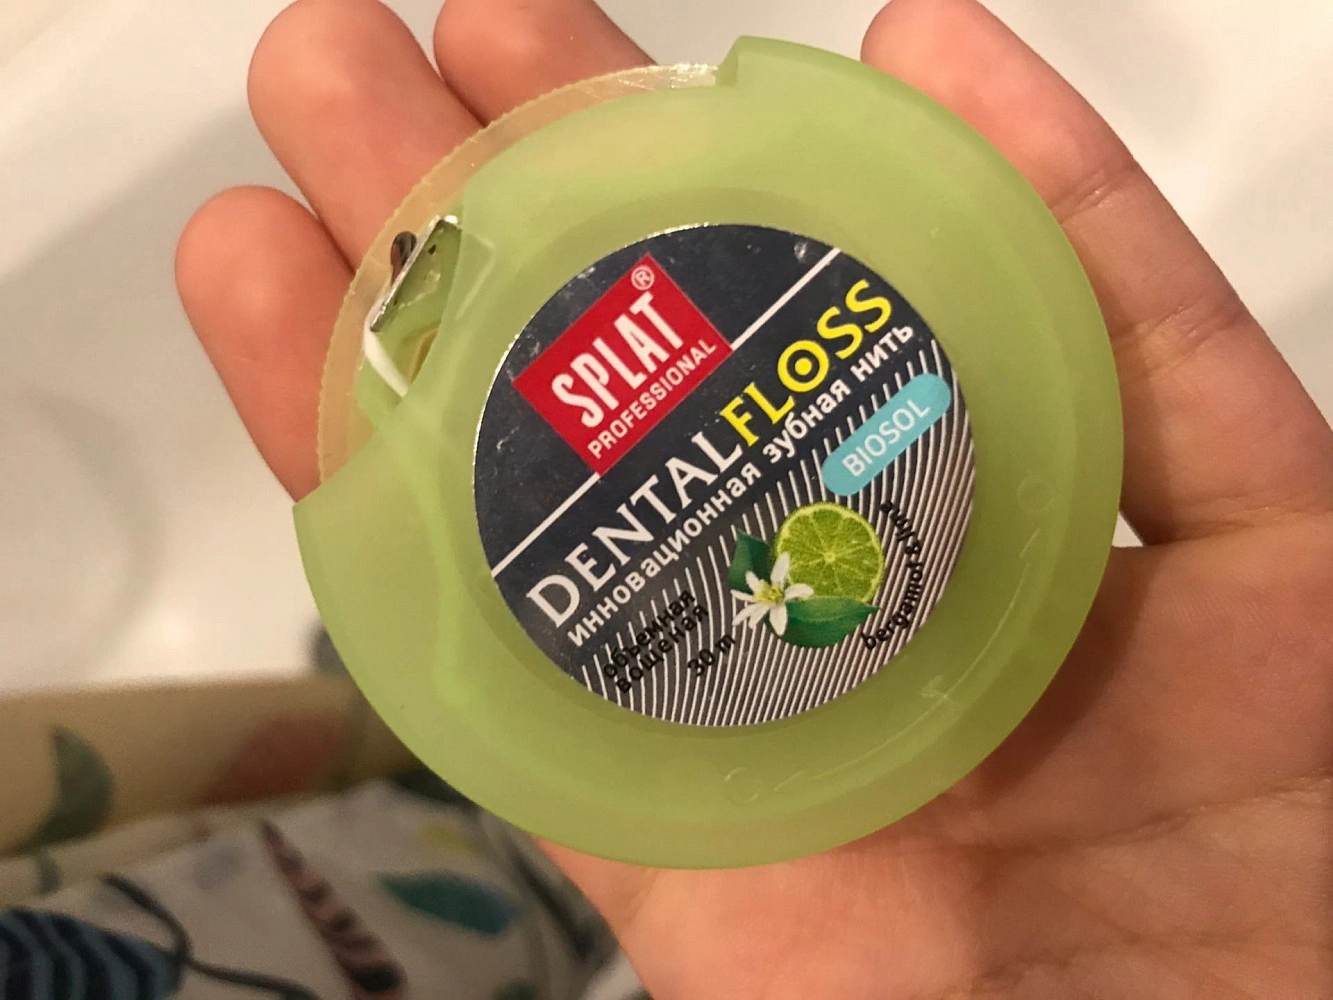 SPLAT®
PROFESSIONAL
DENTALFLOSS
инновационная зубная нить
BIOSOL
объемная
вощеная
30 m
bergamot & lime